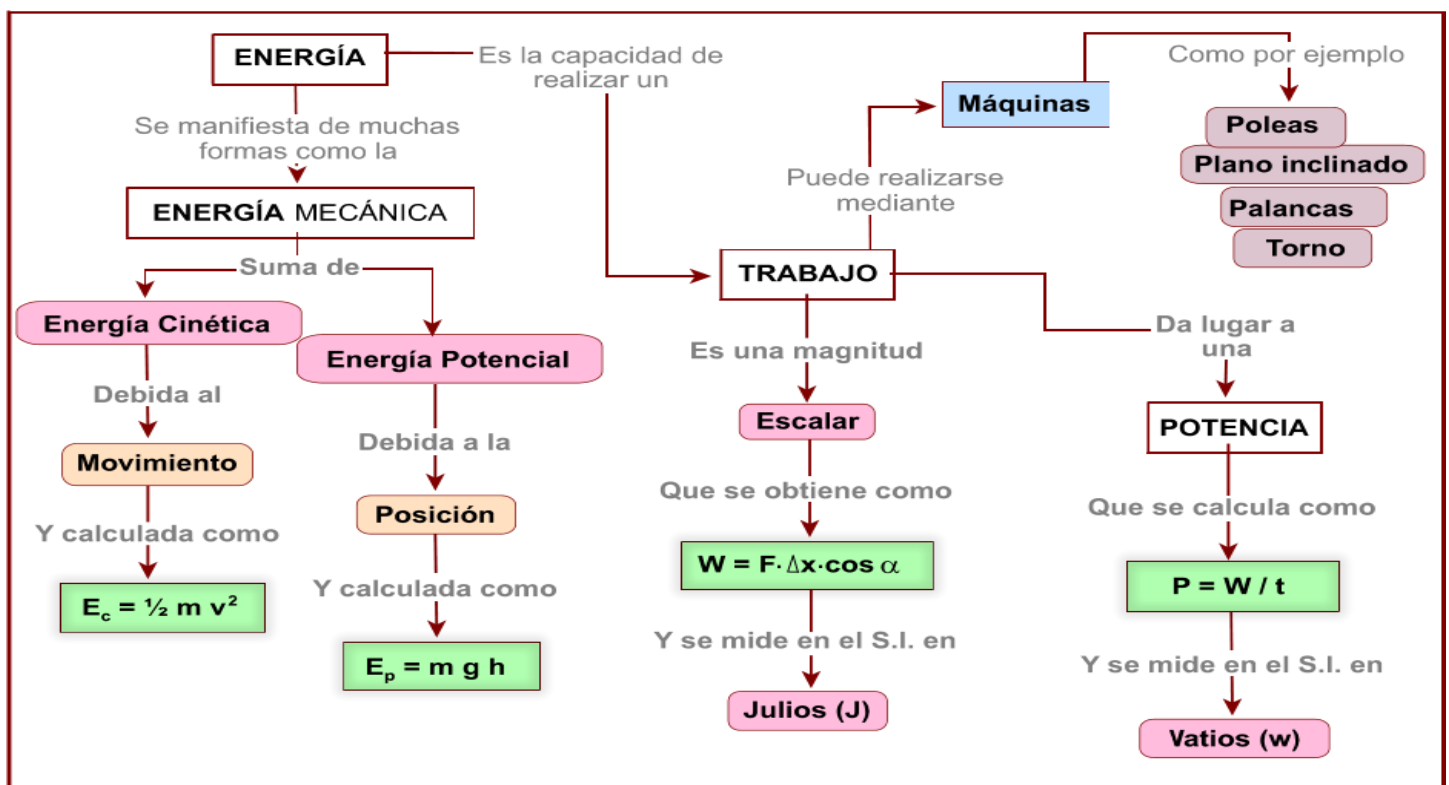 ENERGÍA
Es la capacidad de
realizar un
Se manifiesta de muchas
formas como la
ENERGÍA MECÁNICA
Suma de
Energía Cinética
Debida al
Movimiento
Y calculada como
E_c = ½ m v²
Energía Potencial
Debida a la
Posición
Y calculada como
E_p = m g h
TRABAJO
Puede realizarse
mediante
Máquinas
Como por ejemplo
Poleas
Plano inclinado
Palancas
Torno
Es una magnitud
Escalar
Que se obtiene como
W = F· Δx·cos α
Y se mide en el S.I. en
Julios (J)
Da lugar a
una
POTENCIA
Que se calcula como
P = W / t
Y se mide en el S.I. en
Vatios (w)